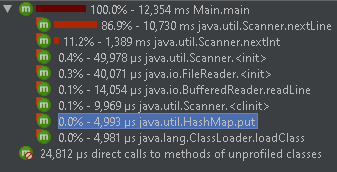 100.0% - 12,354 ms Main.main
86.9% - 10,730 ms java.util.Scanner.nextLine
11.2% - 1,389 ms java.util.Scanner.nextInt
0.4% - 49,978 µs java.util.Scanner.<init>
0.3% - 40,071 µs java.io.FileReader.<init>
0.1% - 14,054 µs java.io.BufferedReader.readLine
0.1% - 9,969 µs java.util.Scanner.<clinit>
0.0% - 4,993 µs java.util.HashMap.put
0.0% - 4,981 µs java.lang.ClassLoader.loadClass
24,812 µs direct calls to methods of unprofiled classes